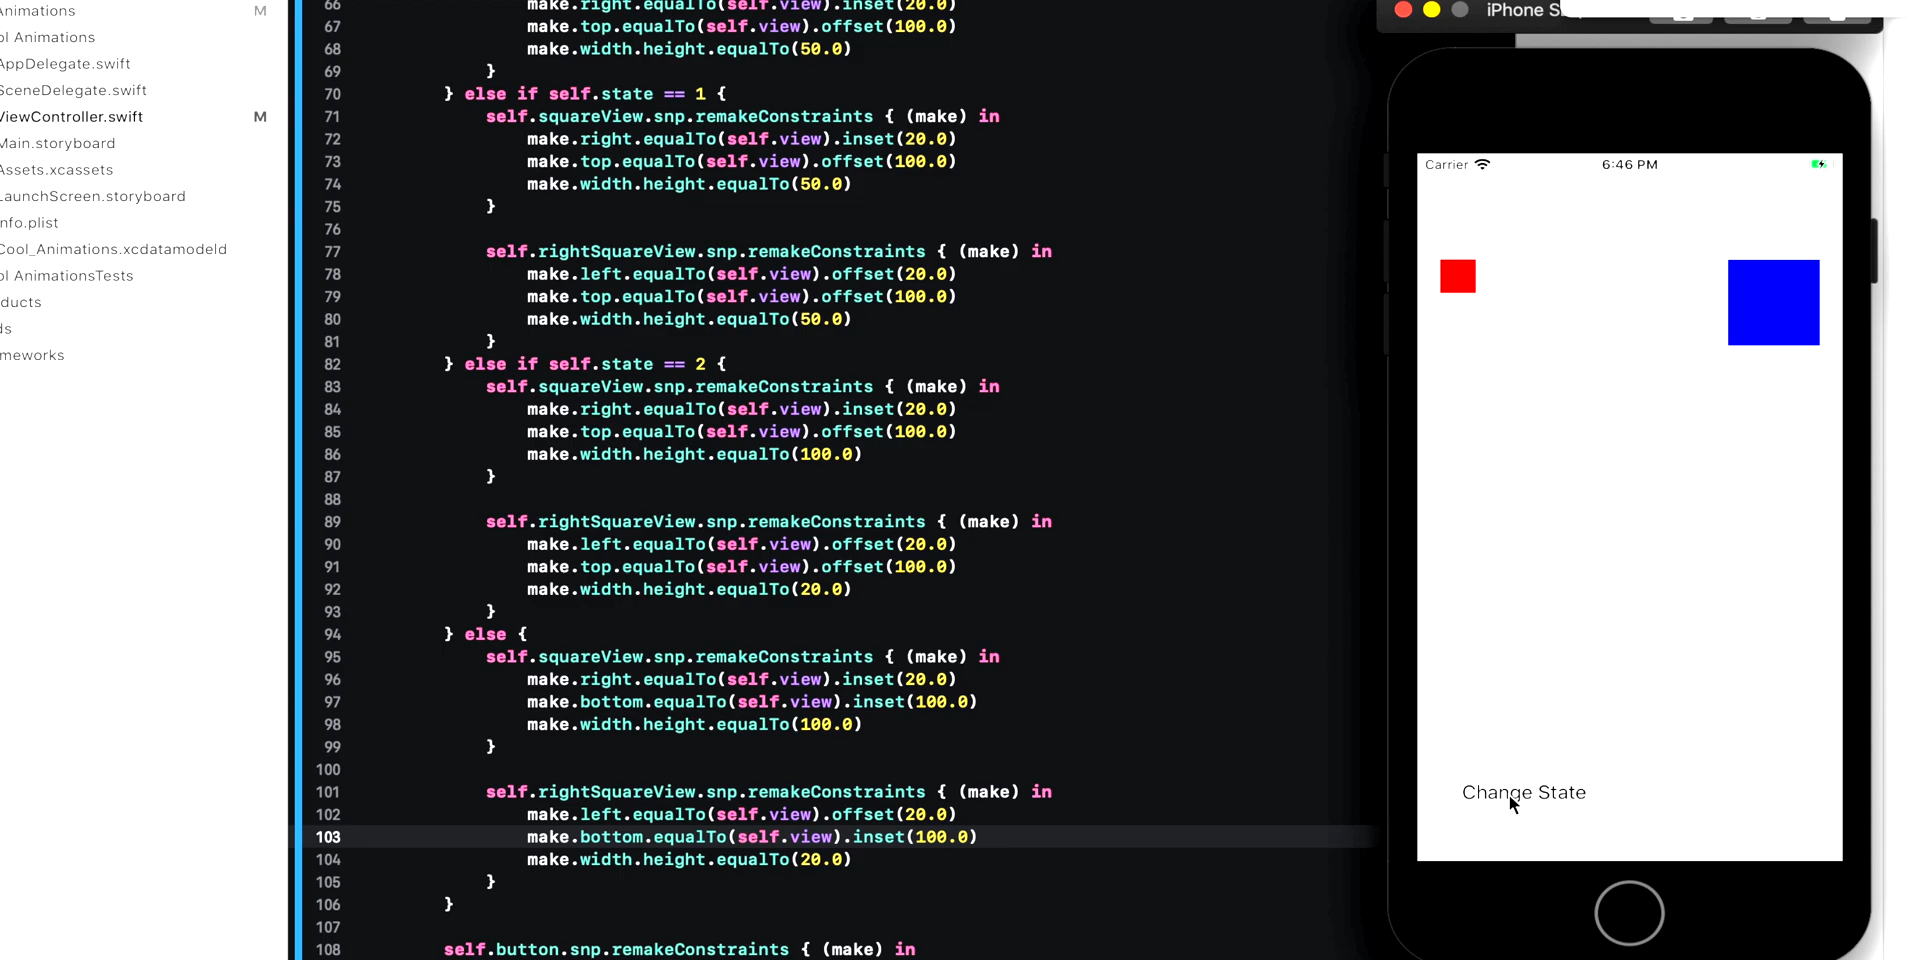 Animations M
ol Animations
AppDelegate.swift
SceneDelegate.swift
ViewController.swift M
Main.storyboard
Assets.xcassets
LaunchScreen.storyboard
nfo.plist
Cool_Animations.xcdatamodeld
ol AnimationsTests
ducts
ds
meworks
66 make.right.equalTo(self.view).inset(20.0)
67 make.top.equalTo(self.view).offset(100.0)
68 make.width.height.equalTo(50.0)
69 }
70 } else if self.state == 1 {
71 self.squareView.snp.remakeConstraints { (make) in
72 make.right.equalTo(self.view).inset(20.0)
73 make.top.equalTo(self.view).offset(100.0)
74 make.width.height.equalTo(50.0)
75 }
76
77 self.rightSquareView.snp.remakeConstraints { (make) in
78 make.left.equalTo(self.view).offset(20.0)
79 make.top.equalTo(self.view).offset(100.0)
80 make.width.height.equalTo(50.0)
81 }
82 } else if self.state == 2 {
83 self.squareView.snp.remakeConstraints { (make) in
84 make.right.equalTo(self.view).inset(20.0)
85 make.top.equalTo(self.view).offset(100.0)
86 make.width.height.equalTo(100.0)
87 }
88
89 self.rightSquareView.snp.remakeConstraints { (make) in
90 make.left.equalTo(self.view).offset(20.0)
91 make.top.equalTo(self.view).offset(100.0)
92 make.width.height.equalTo(20.0)
93 }
94 } else {
95 self.squareView.snp.remakeConstraints { (make) in
96 make.right.equalTo(self.view).inset(20.0)
97 make.bottom.equalTo(self.view).inset(100.0)
98 make.width.height.equalTo(100.0)
99 }
100
101 self.rightSquareView.snp.remakeConstraints { (make) in
102 make.left.equalTo(self.view).offset(20.0)
103 make.bottom.equalTo(self.view).inset(100.0)
104 make.width.height.equalTo(20.0)
105 }
106 }
107
108 self.button.snp.remakeConstraints { (make) in
iPhone S
Carrier 6:46 PM
Change State